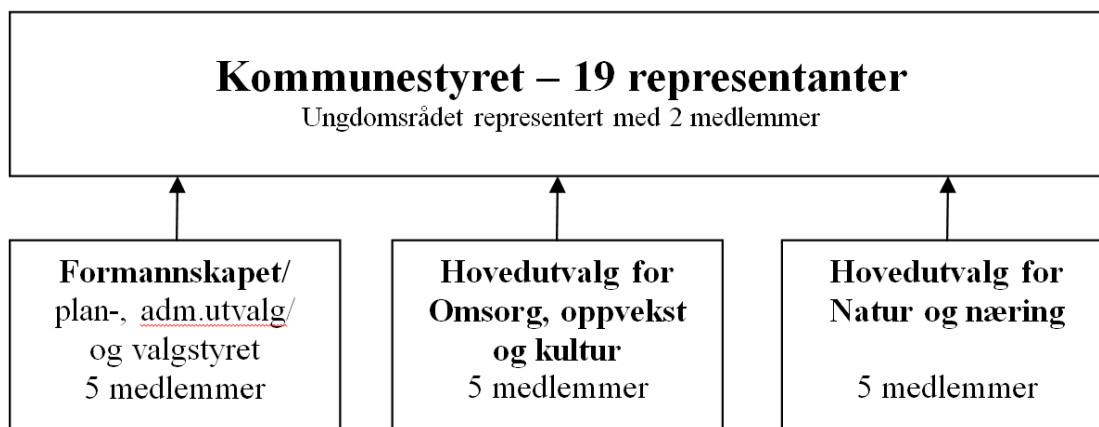 Kommunestyret – 19 representanter
Ungdomsrådet representert med 2 medlemmer
Formannskapet/
plan-, adm.utvalg/
og valgstyret
5 medlemmer
Hovedutvalg for
Omsorg, oppvekst
og kultur
5 medlemmer
Hovedutvalg for
Natur og næring
5 medlemmer